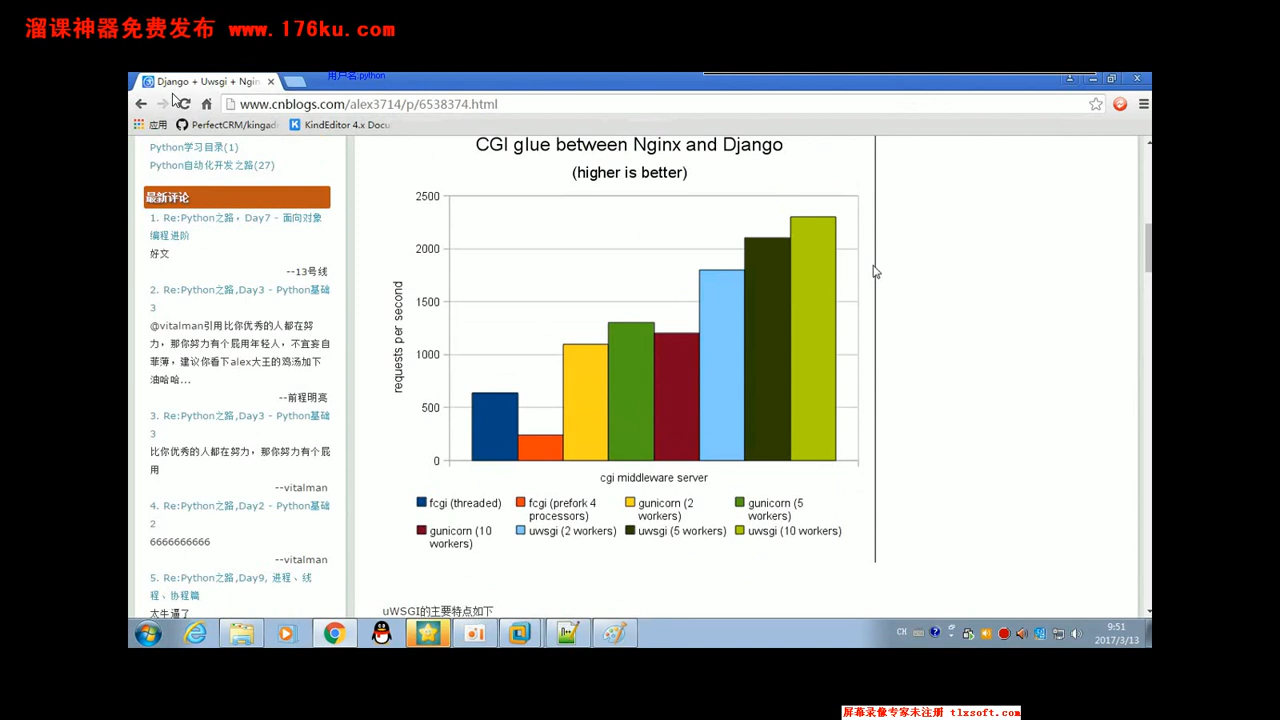 溜课神器免费发布 www.176ku.com
用户名:python
Django + Uwsgi + Ngin
www.cnblogs.com/alex3714/p/6538374.html
应用
PerfectCRM/kingad
KindEditor 4.x Docu
Python学习目录(1)
Python自动化开发之路(27)
最新评论
1. Re:Python之路，Day7 - 面向对象
编程进阶
好文
--13号线
2. Re:Python之路,Day3 - Python基础
3
@vitalman引用比你优秀的人都在努
力，那你努力有个屁用年轻人，不宜妄自
菲薄，建议你看下alex大王的鸡汤加下
油哈哈...
--前程明亮
3. Re:Python之路,Day3 - Python基础
3
比你优秀的人都在努力，那你努力有个屁
用
--vitalman
4. Re:Python之路,Day2 - Python基础
2
6666666666
--vitalman
5. Re:Python之路,Day9, 进程、线
程、协程篇
太牛逼了
CGI glue between Nginx and Django
(higher is better)
2500
2000
1500
1000
500
0
requests per second
cgi middleware server
fcgi (threaded)
fcgi (prefork 4
processors)
gunicorn (2
workers)
gunicorn (5
workers)
gunicorn (10
workers)
uwsgi (2 workers)
uwsgi (5 workers)
uwsgi (10 workers)
uWSGI的主要特点如下
CH
9:51
2017/3/13
屏幕录像专家未注册 tlxsoft.com